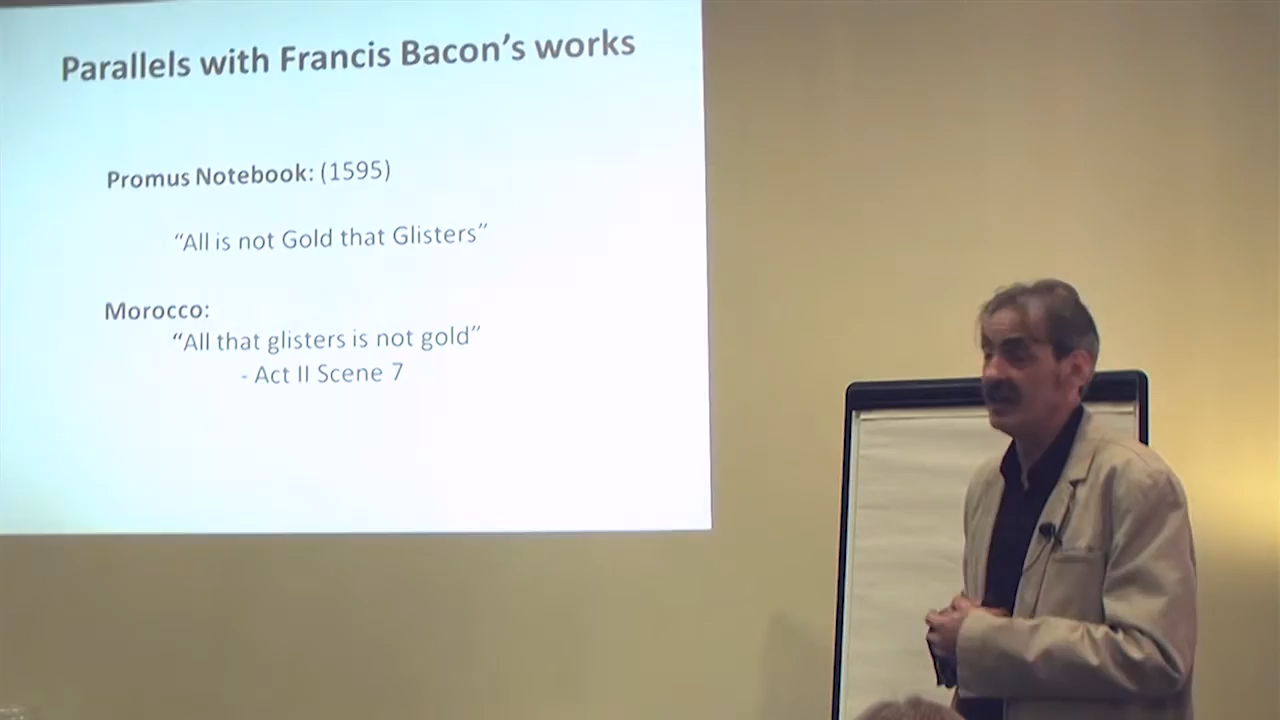 Parallels with Francis Bacon’s works
Promus Notebook: (1595)
“All is not Gold that Glisters”
Morocco:
“All that glisters is not gold”
- Act II Scene 7